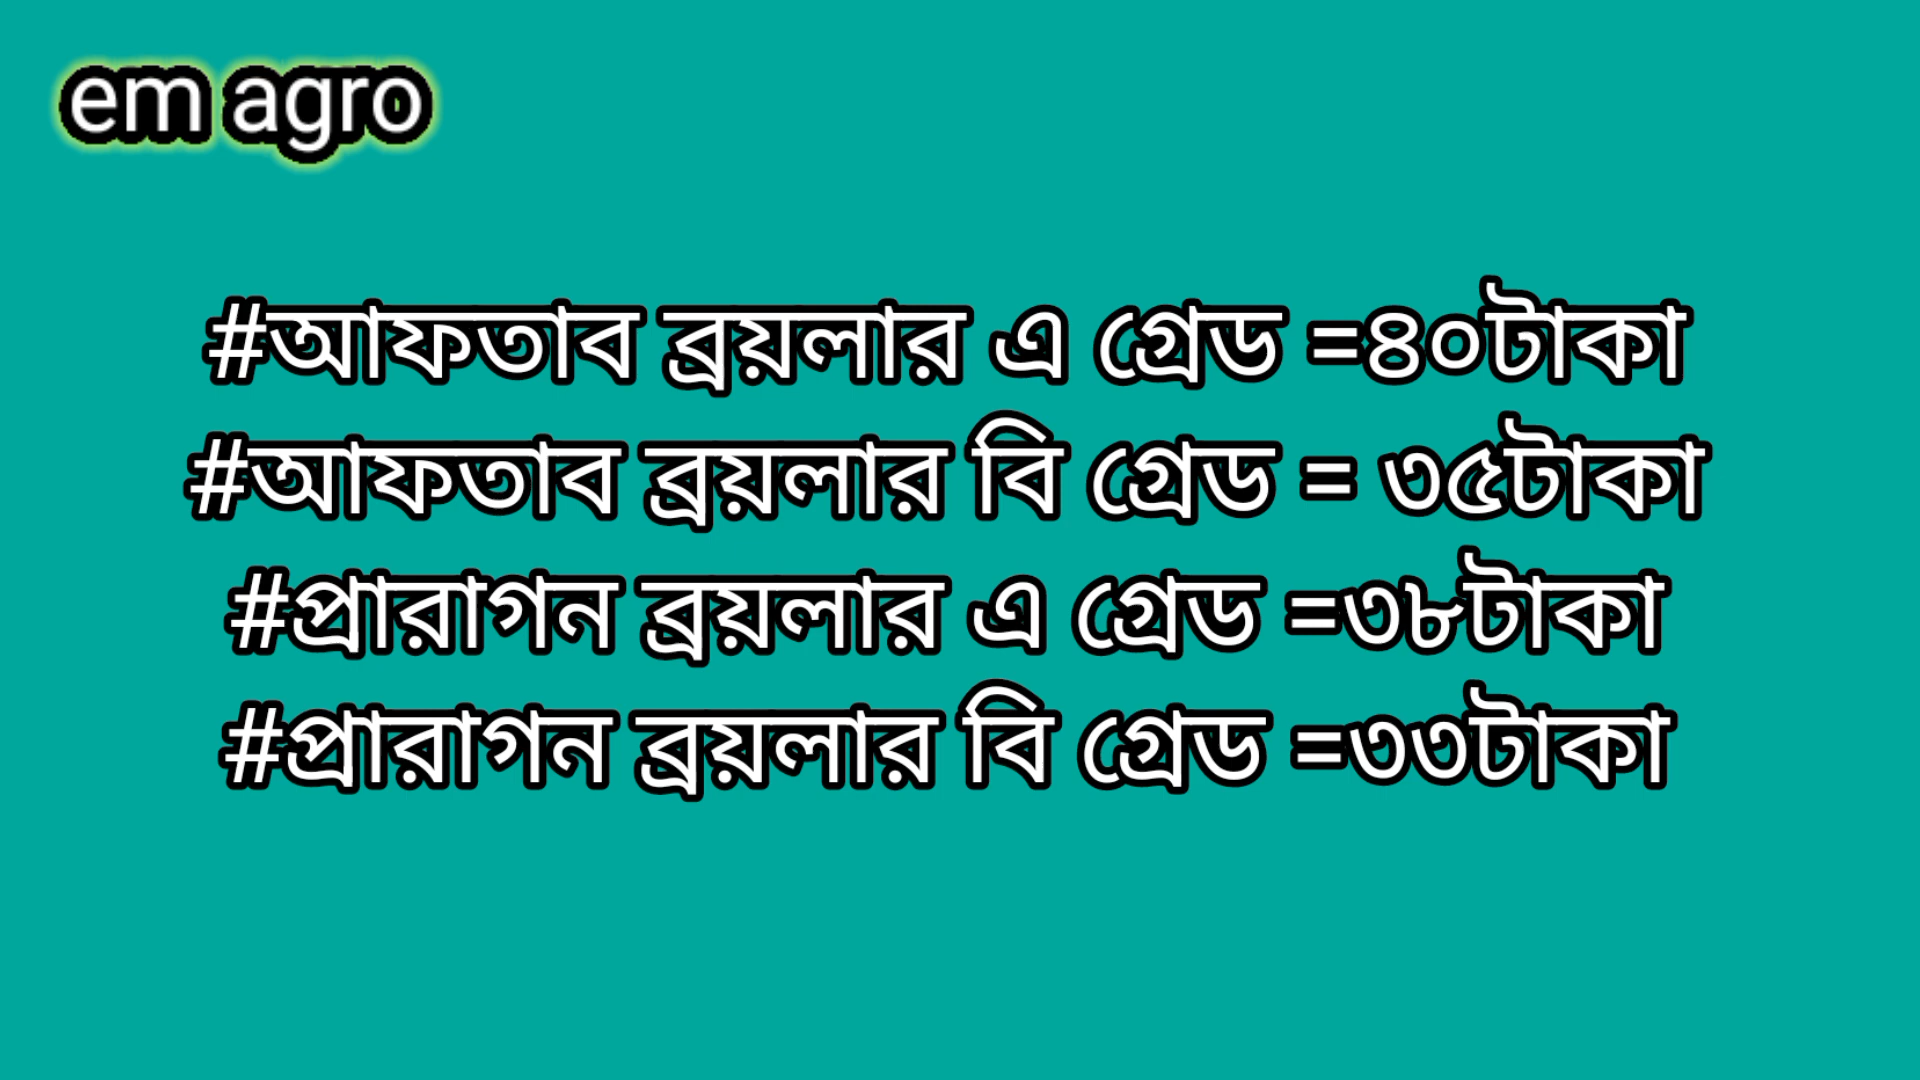 em agro
#আফতাব ব্রয়লার এ গ্রেড =৪০টাকা
#আফতাব ব্রয়লার বি গ্রেড = ৩৫টাকা
#প্রারাগন ব্রয়লার এ গ্রেড =৩৮টাকা
#প্রারাগন ব্রয়লার বি গ্রেড =৩৩টাকা